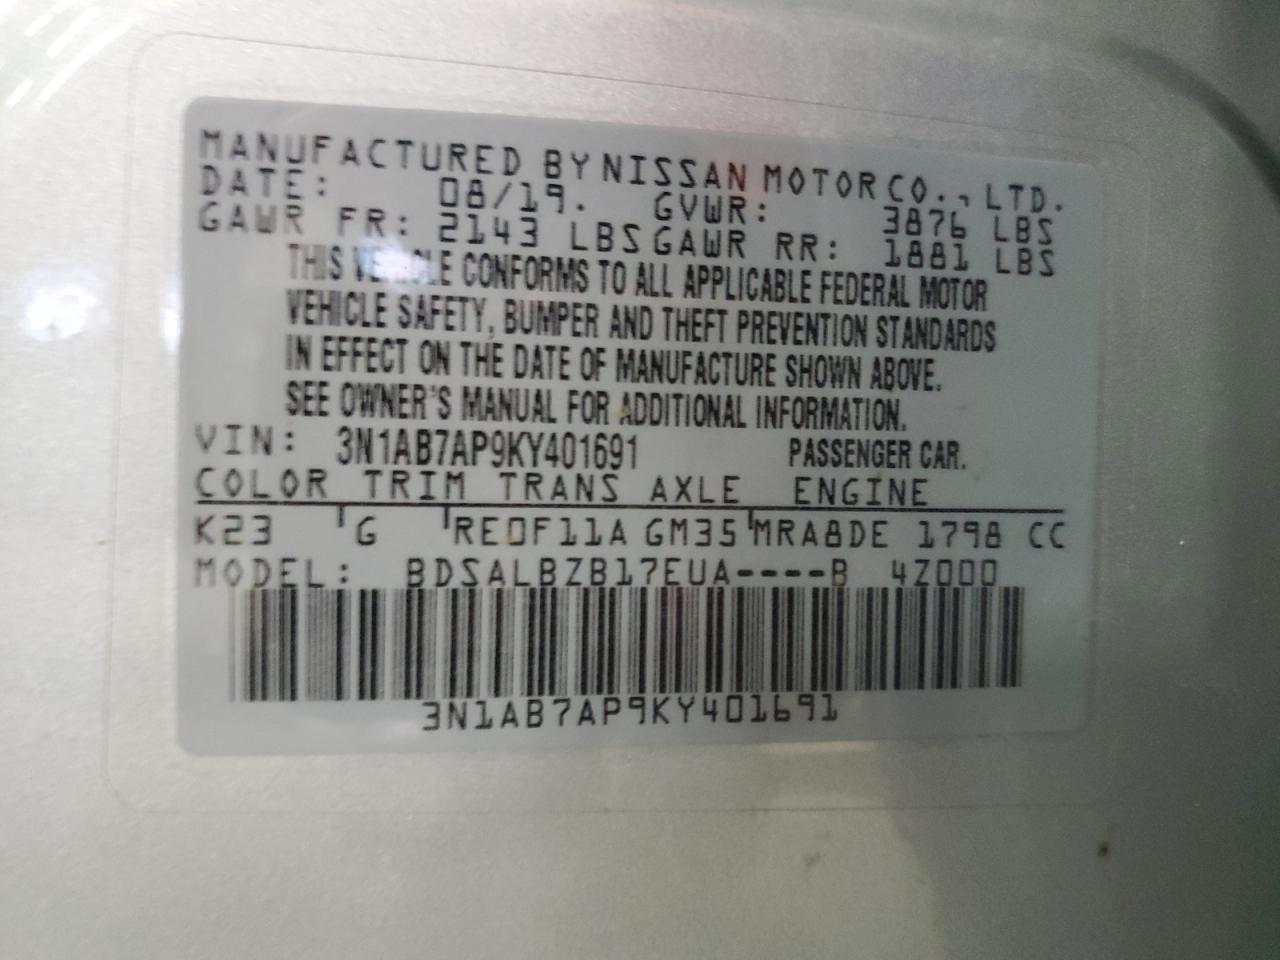 MANUFACTURED BY NISSAN MOTOR CO., LTD.
DATE: 08/19. GVWR: 3876 LBS
GAWR FR: 2143 LBS GAWR RR: 1881 LBS
THIS VEHICLE CONFORMS TO ALL APPLICABLE FEDERAL MOTOR
VEHICLE SAFETY, BUMPER AND THEFT PREVENTION STANDARDS
IN EFFECT ON THE DATE OF MANUFACTURE SHOWN ABOVE.
SEE OWNER'S MANUAL FOR ADDITIONAL INFORMATION.
VIN: 3N1AB7AP9KY401691 PASSENGER CAR.
COLOR TRIM TRANS AXLE ENGINE
K23 G RE0F11A GM35 MRA8DE 1798 CC
MODEL: BDSALBZB17EUA----B 4Z000
3N1AB7AP9KY401691